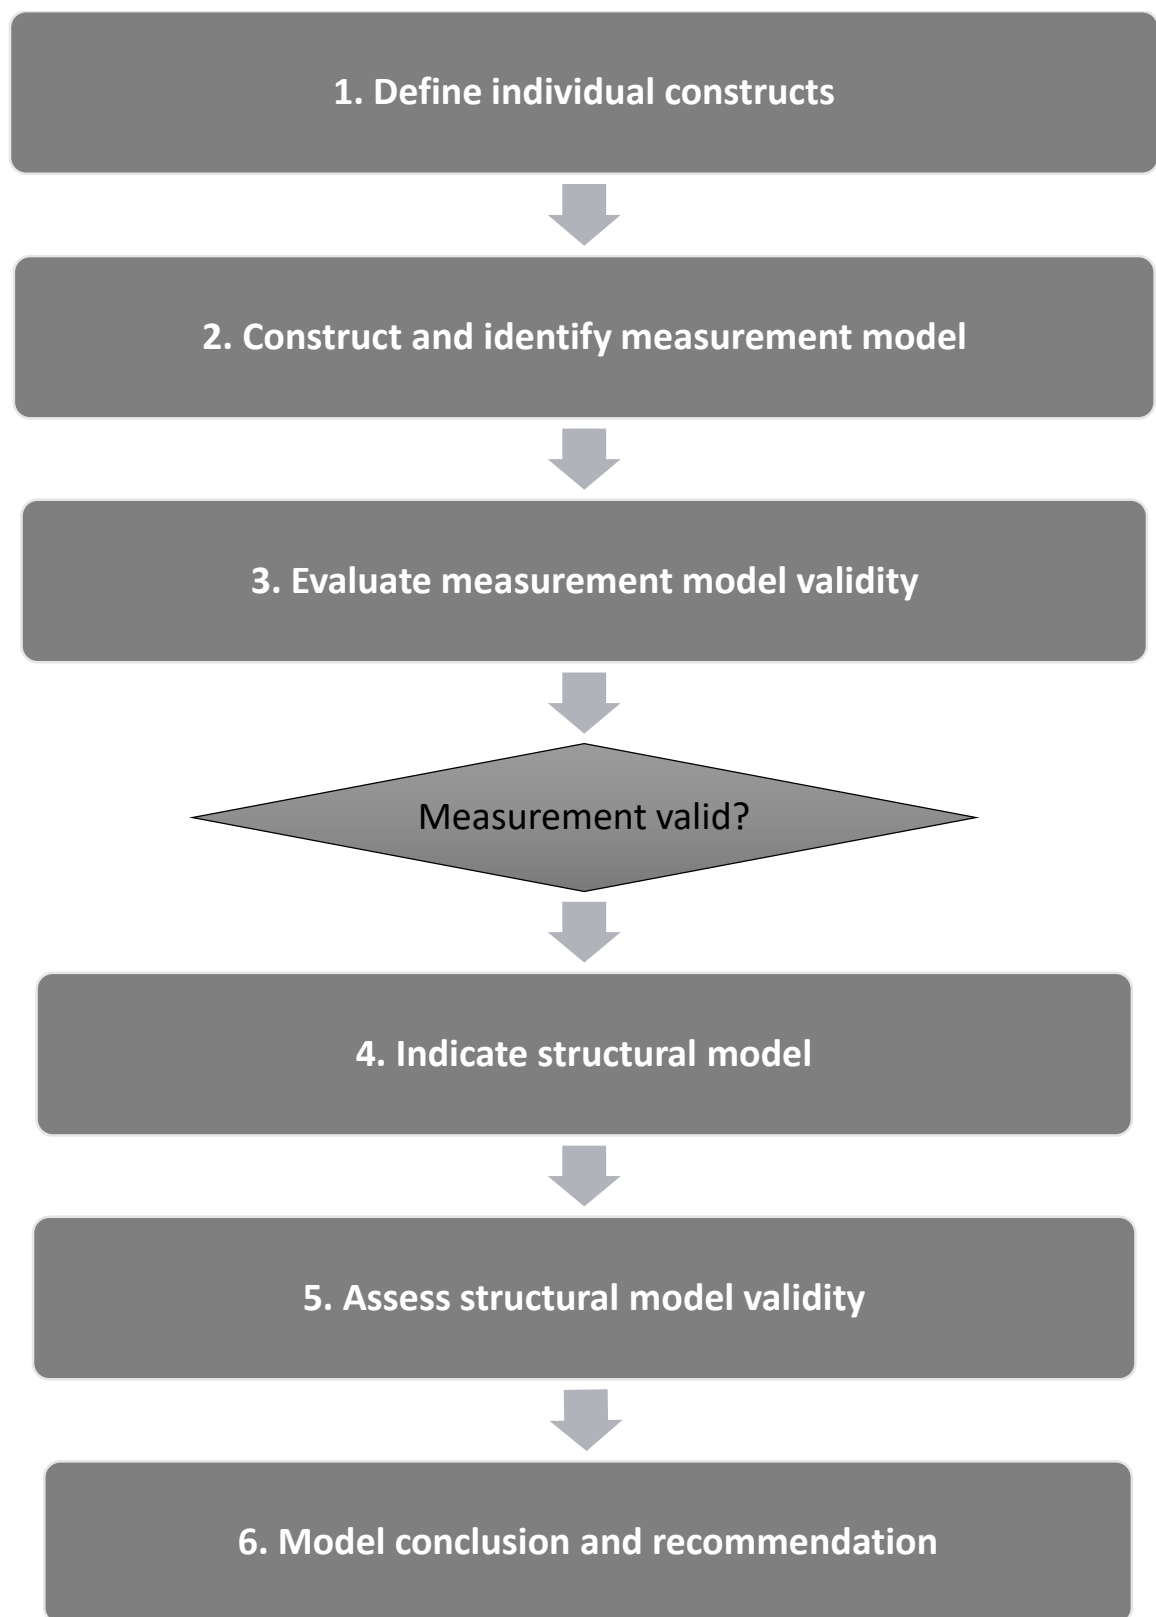 1. Define individual constructs
2. Construct and identify measurement model
3. Evaluate measurement model validity
Measurement valid?
4. Indicate structural model
5. Assess structural model validity
6. Model conclusion and recommendation